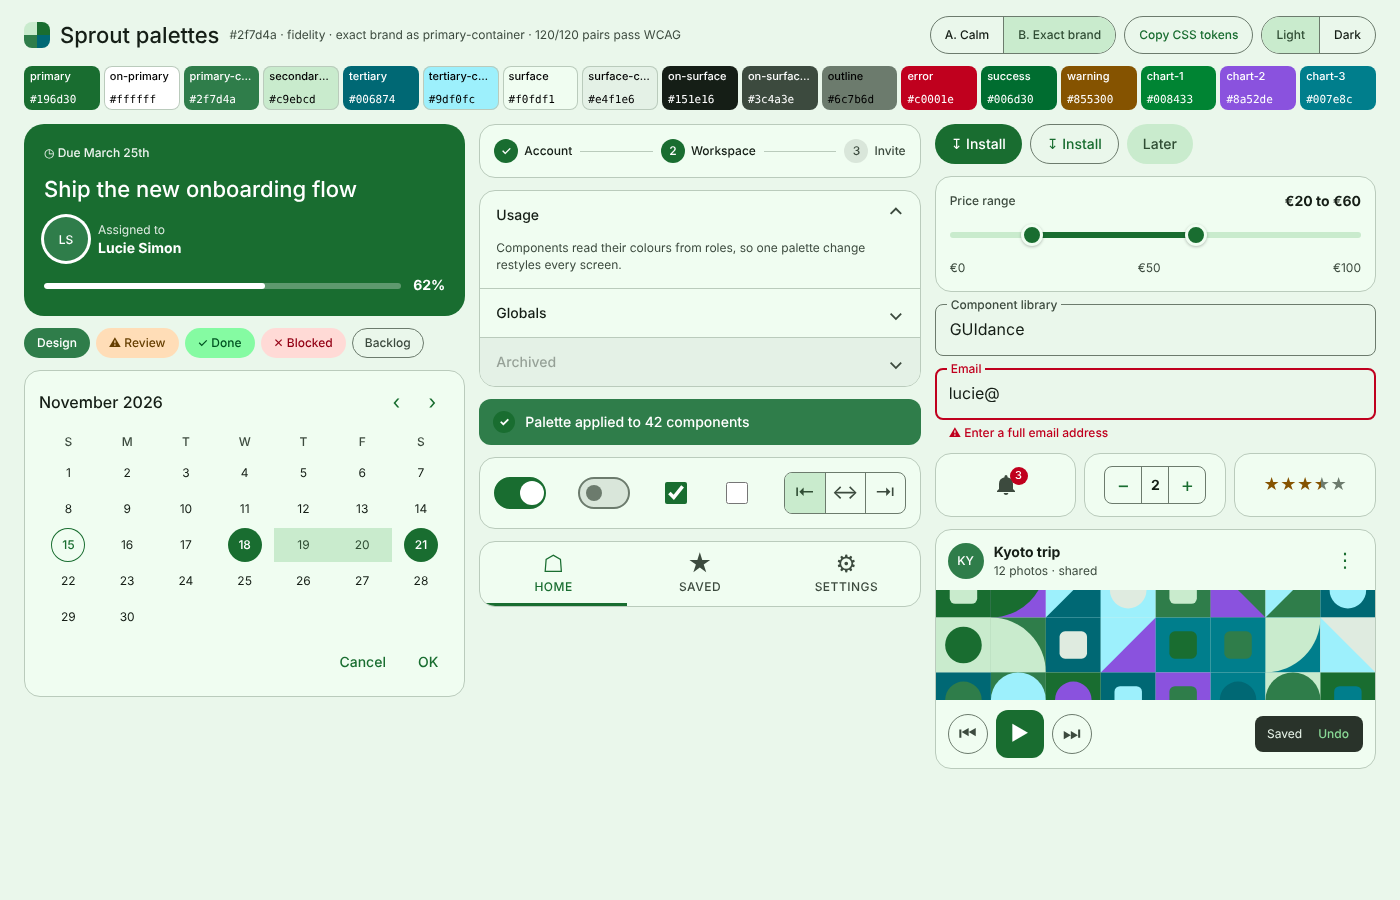 Sprout palettes
#2f7d4a · fidelity · exact brand as primary-container · 120/120 pairs pass WCAG
A. Calm
B. Exact brand
Copy CSS tokens
Light
Dark
primary
#196d30
on-primary
#ffffff
primary-c...
#2f7d4a
secondar...
#c9ebcd
tertiary
#006874
tertiary-c...
#9df0fc
surface
#f0fdf1
surface-c...
#e4f1e6
on-surface
#151e16
on-surfac...
#3c4a3e
outline
#6c7b6d
error
#c0001e
success
#006d30
warning
#855300
chart-1
#008433
chart-2
#8a52de
chart-3
#007e8c
Due March 25th
Ship the new onboarding flow
LS
Assigned to
Lucie Simon
62%
Design
Review
Done
Blocked
Backlog
November 2026
S M T W T F S
1 2 3 4 5 6 7
8 9 10 11 12 13 14
15 16 17 18 19 20 21
22 23 24 25 26 27 28
29 30
Cancel
OK
Account
2
Workspace
3
Invite
Usage
Components read their colours from roles, so one palette change
restyles every screen.
Globals
Archived
Palette applied to 42 components
HOME
SAVED
SETTINGS
Install
Install
Later
Price range
€20 to €60
€0
€50
€100
Component library
GUIdance
Email
lucie@
Enter a full email address
3
− 2 +
KY
Kyoto trip
12 photos · shared
Saved
Undo